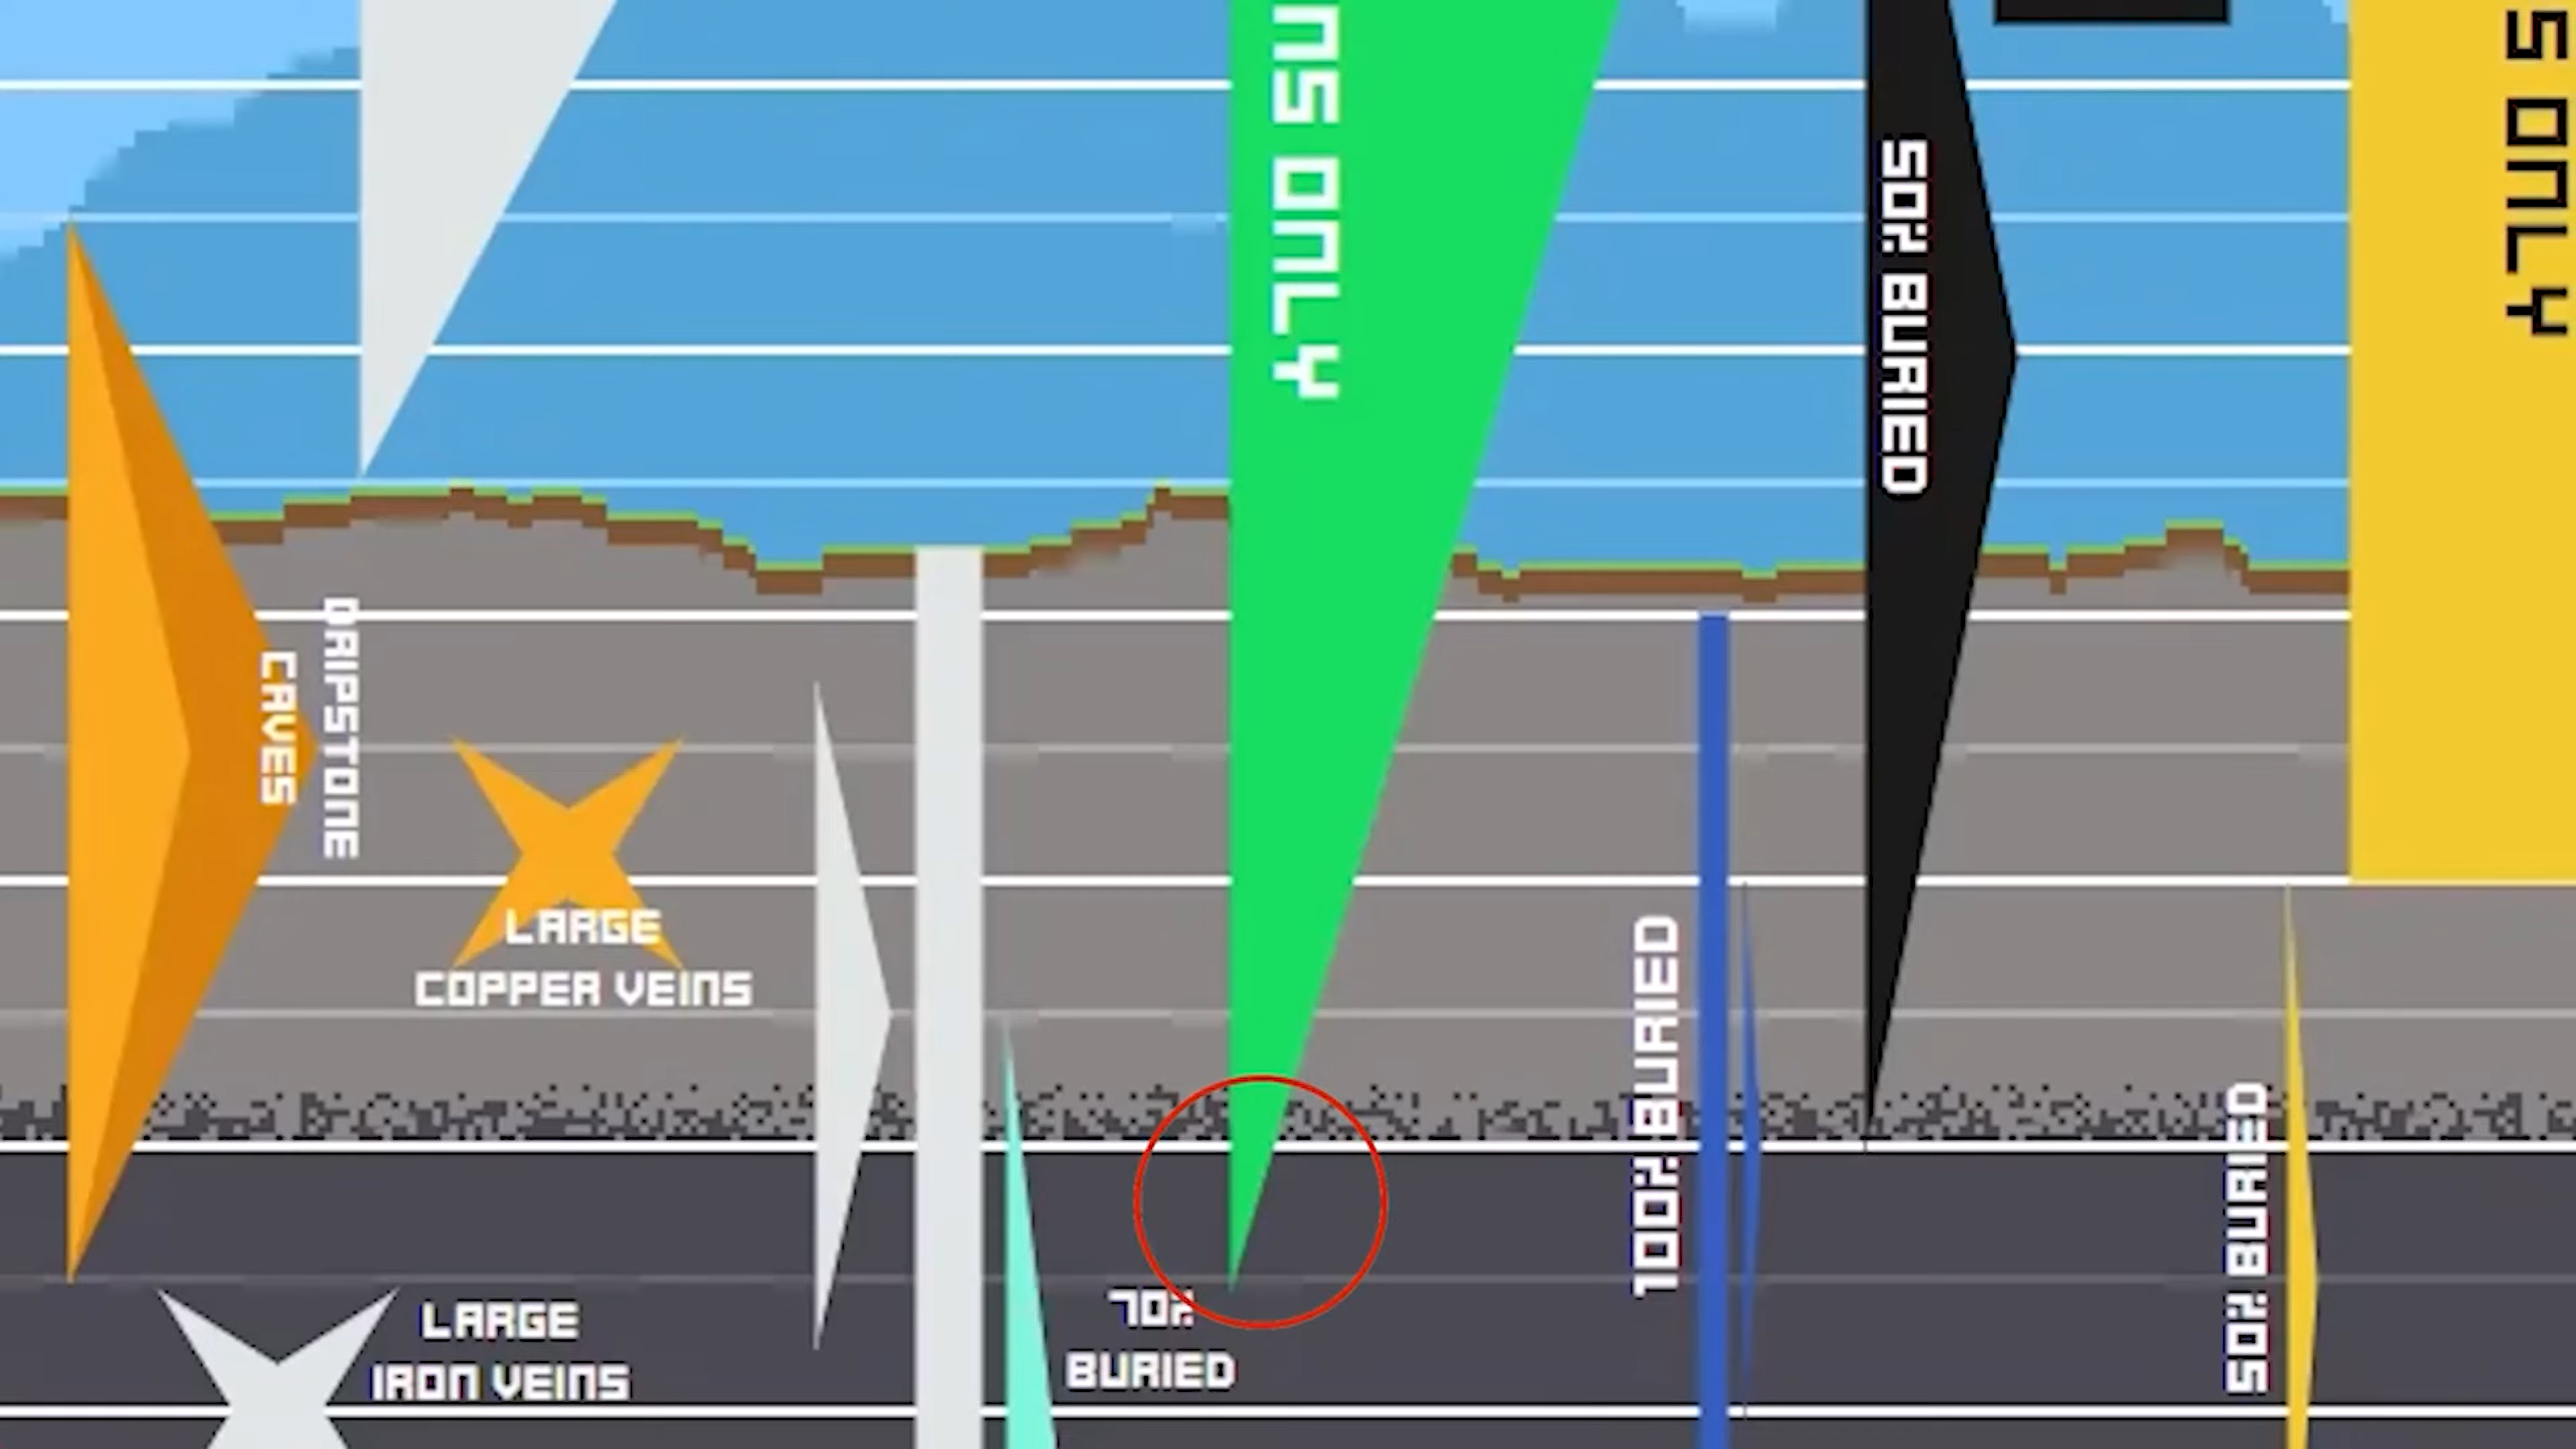 NS ONLY
50% BURIED
S ONLY
DRIPSTONE
CAVES
LARGE
COPPER VEINS
100% BURIED
50% BURIED
70%
BURIED
LARGE
IRON VEINS